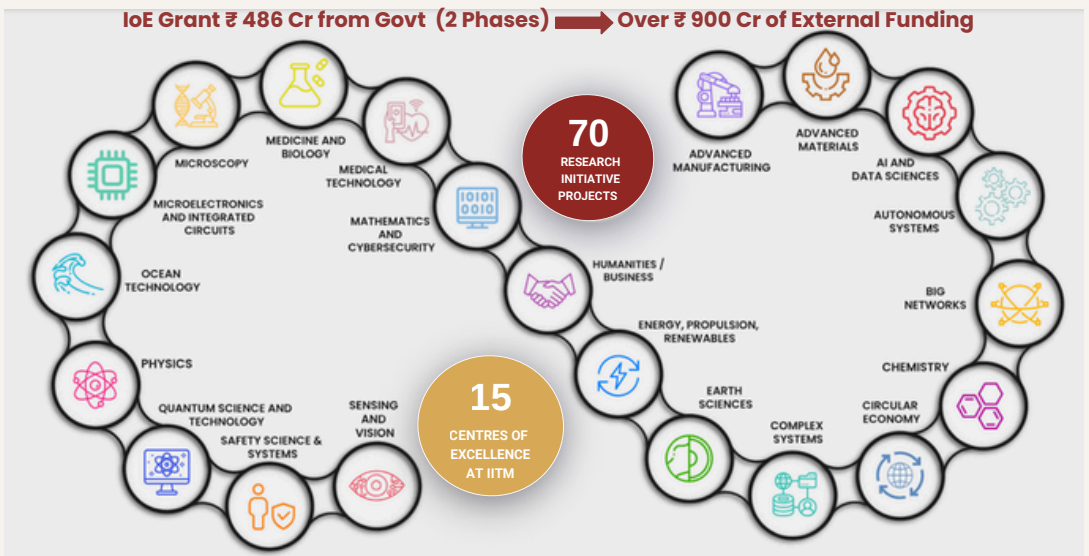 IoE Grant ₹ 486 Cr from Govt (2 Phases)
Over ₹ 900 Cr of External Funding
MICROSCOPY
MEDICINE AND
BIOLOGY
MEDICAL
TECHNOLOGY
MICROELECTRONICS
AND INTEGRATED
CIRCUITS
MATHEMATICS
AND
CYBERSECURITY
10101
0010
OCEAN
TECHNOLOGY
PHYSICS
QUANTUM SCIENCE AND
TECHNOLOGY
SAFETY SCIENCE &
SYSTEMS
SENSING
AND
VISION
70
RESEARCH
INITIATIVE
PROJECTS
15
CENTRES OF
EXCELLENCE
AT IITM
HUMANITIES /
BUSINESS
ENERGY, PROPULSION,
RENEWABLES
EARTH
SCIENCES
COMPLEX
SYSTEMS
CIRCULAR
ECONOMY
CHEMISTRY
BIG
NETWORKS
AUTONOMOUS
SYSTEMS
AI AND
DATA SCIENCES
ADVANCED
MATERIALS
ADVANCED
MANUFACTURING